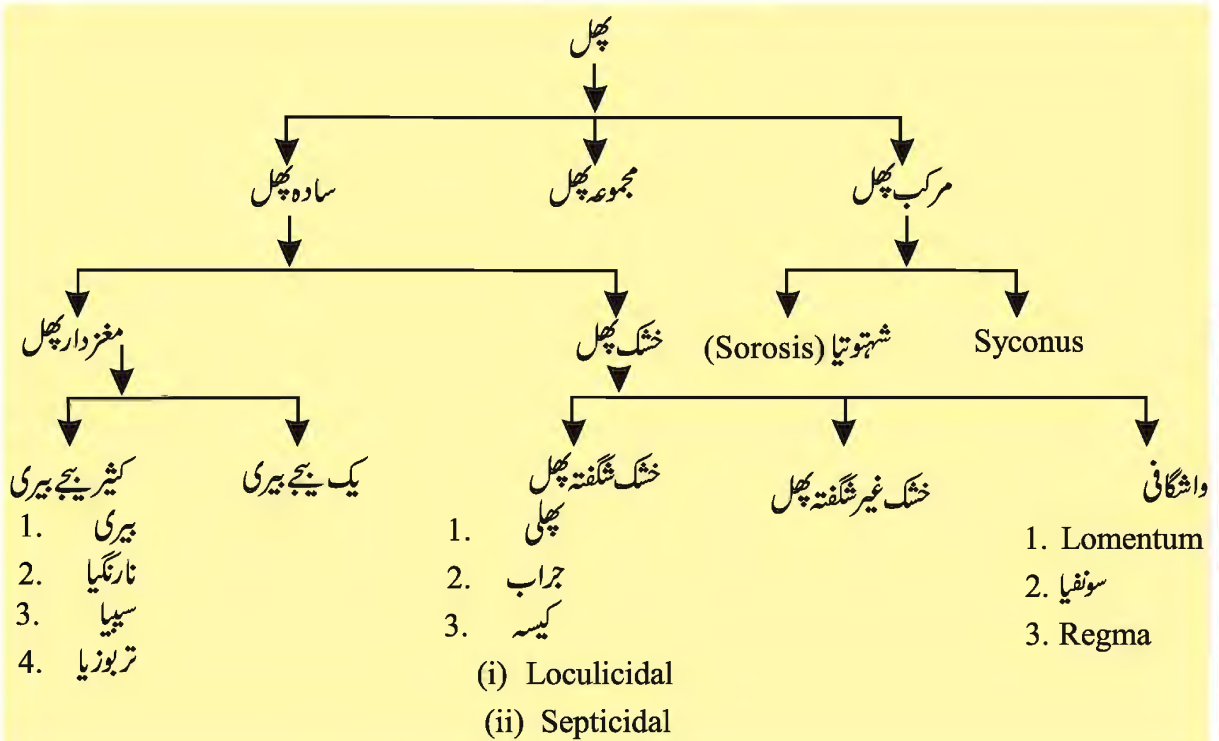 پھل
سادہ پھل
مجموعہ پھل
مرکب پھل
مغزدار پھل
خشک پھل
شہتوتیا (Sorosis)
Syconus
کثیر بیجے بیری
1. بیری
2. نارنگیا
3. سیبیا
4. تربوزیا
یک بیجے بیری
خشک شگفتہ پھل
1. پھلی
2. جراب
3. کیسہ
(i) Loculicidal
(ii) Septicidal
خشک غیر شگفتہ پھل
واشگافی
1. Lomentum
2. سونفیا
3. Regma